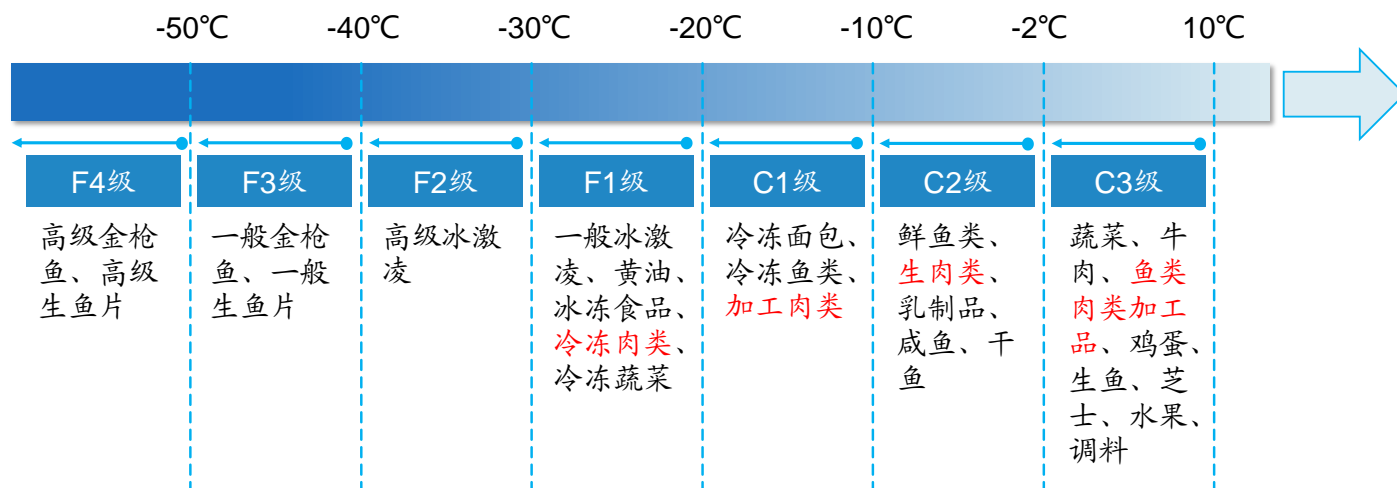 -50℃ -40℃ -30℃ -20℃ -10℃ -2℃ 10℃
F4级 F3级 F2级 F1级 C1级 C2级 C3级
高级金枪
鱼、高级
生鱼片
一般金枪
鱼、一般
生鱼片
高级冰激
凌
一般冰激
凌、黄油、
冰冻食品、
冷冻肉类、
冷冻蔬菜
冷冻面包、
冷冻鱼类、
加工肉类
鲜鱼类、
生肉类、
乳制品、
咸鱼、干
鱼
蔬菜、牛
肉、鱼类
肉类加工
品、鸡蛋、
生鱼、芝
士、水果、
调料